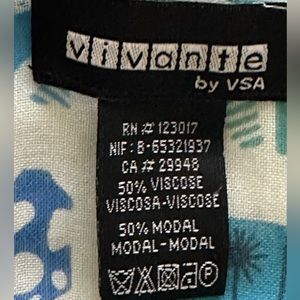 vivante
by VSA
RN # 123017
NIF: B-65321937
CA # 29948
50% VISCOSE
VISCOSA-VISCOSE
50% MODAL
MODAL-MODAL